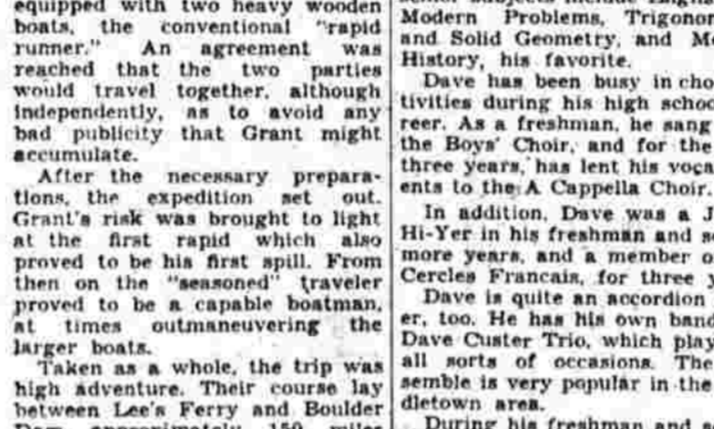 equipped with two heavy wooden
boats, the conventional "rapid
runner." An agreement was
reached that the two parties
would travel together, although
independently, as to avoid any
bad publicity that Grant might
accumulate.
After the necessary prepara-
tions, the expedition set out.
Grant's risk was brought to light
at the first rapid which also
proved to be his first spill. From
then on the "seasoned" traveler
proved to be a capable boatman,
at times outmaneuvering the
larger boats.
Taken as a whole, the trip was
high adventure. Their course lay
between Lee's Ferry and Boulder
Dam, approximately 150 miles
Modern Problems, Trigonor
and Solid Geometry, and M
History, his favorite.
Dave has been busy in cho
tivities during his high schoo
reer. As a freshman, he sang
the Boys' Choir, and for the
three years, has lent his voca
ents to the A Cappella Choir.
In addition, Dave was a J
Hi-Yer in his freshman and s
more years, and a member o
Cercles Francais, for three y
Dave is quite an accordion
er, too. He has his own band
Dave Custer Trio, which play
all sorts of occasions. The
semble is very popular in the
dletown area.
During his freshman and s